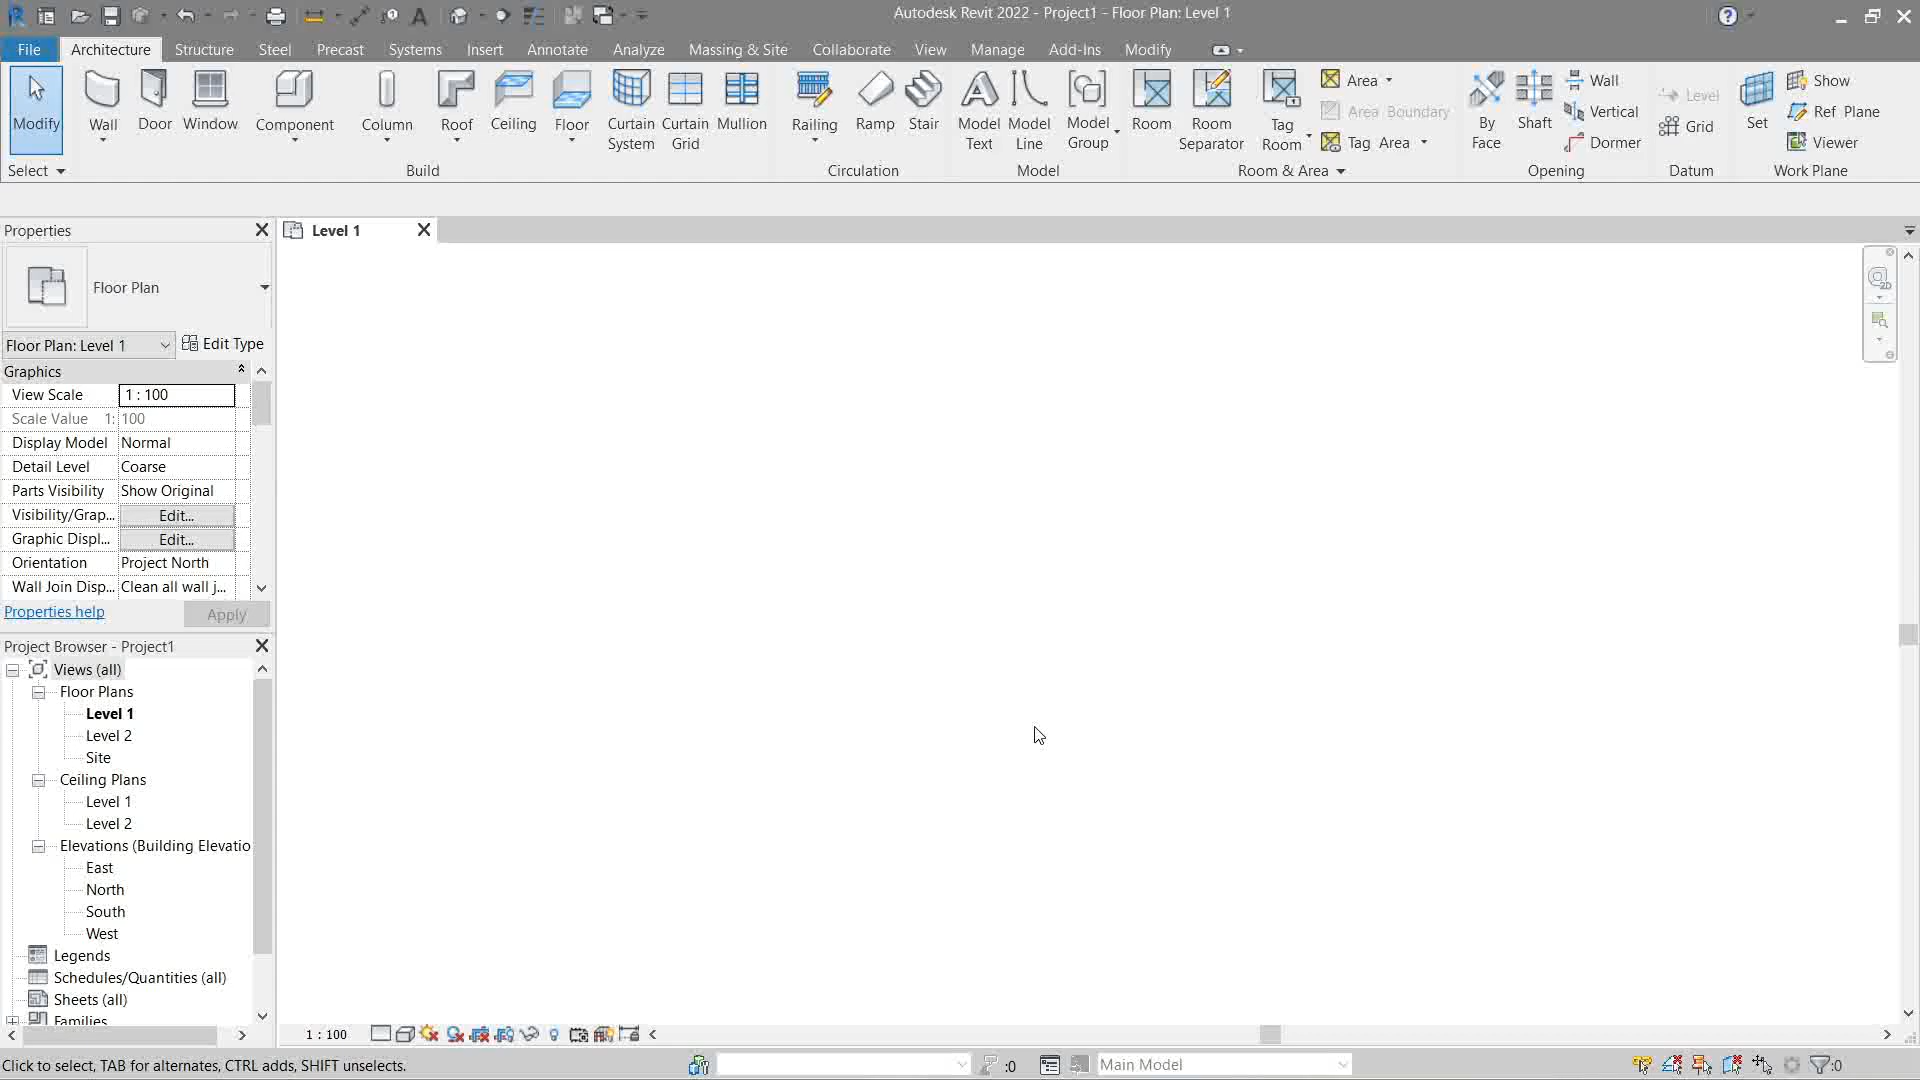 Autodesk Revit 2022 - Project1 - Floor Plan: Level 1
File Architecture Structure Steel Precast Systems Insert Annotate Analyze Massing & Site Collaborate View Manage Add-Ins Modify
Modify
Wall
Door
Window
Component
Column
Roof
Ceiling
Floor
Curtain System
Curtain Grid
Mullion
Railing
Ramp
Stair
Model Text
Model Line
Model Group
Room
Room Separator
Tag Room
Area
Area Boundary
Tag Area
By Face
Shaft
Wall
Vertical
Dormer
Level
Grid
Set
Show
Ref Plane
Viewer
Select Build Circulation Model Room & Area Opening Datum Work Plane
Properties
Level 1
2D
Floor Plan
Floor Plan: Level 1 Edit Type
Graphics
View Scale 1 : 100
Scale Value 1: 100
Display Model Normal
Detail Level Coarse
Parts Visibility Show Original
Visibility/Grap... Edit...
Graphic Displ... Edit...
Orientation Project North
Wall Join Disp... Clean all wall j...
Properties help Apply
Project Browser - Project1
Views (all)
Floor Plans
Level 1
Level 2
Site
Ceiling Plans
Level 1
Level 2
Elevations (Building Elevatio
East
North
South
West
Legends
Schedules/Quantities (all)
Sheets (all)
Families
1 : 100
Click to select, TAB for alternates, CTRL adds, SHIFT unselects. :0 Main Model :0